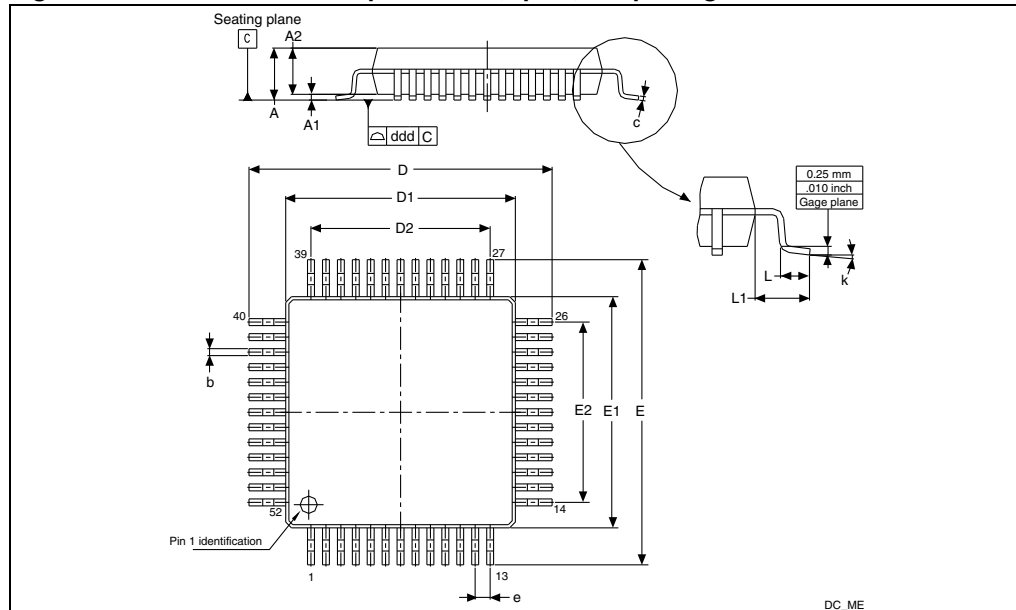 Seating plane
C
A2
A
A1
ddd C
c
D
D1
D2
0.25 mm
.010 inch
Gage plane
L
L1
k
39
27
40
26
b
E2
E1
E
52
14
Pin 1 identification
1
13
e
DC_ME